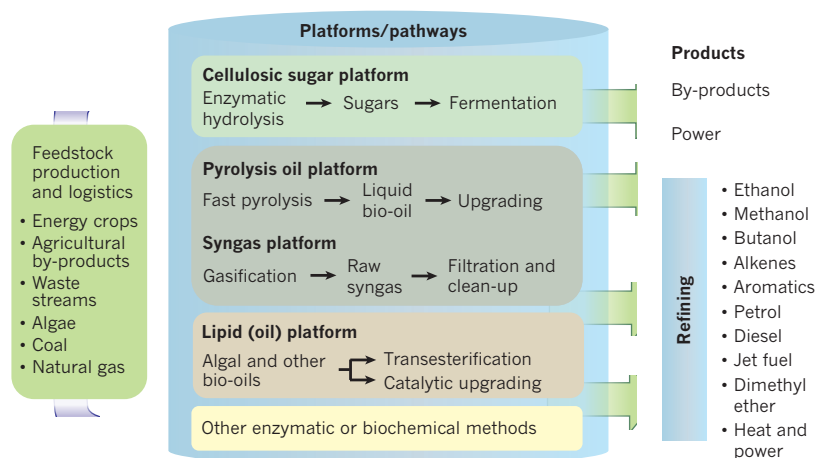 Platforms/pathways
Feedstock
production
and logistics
• Energy crops
• Agricultural
by-products
• Waste
streams
• Algae
• Coal
• Natural gas
Cellulosic sugar platform
Enzymatic
hydrolysis
Sugars
Fermentation
Pyrolysis oil platform
Fast pyrolysis
Liquid
bio-oil
Upgrading
Syngas platform
Gasification
Raw
syngas
Filtration and
clean-up
Lipid (oil) platform
Algal and other
bio-oils
Transesterification
Catalytic upgrading
Other enzymatic or biochemical methods
Products
By-products
Power
Refining
• Ethanol
• Methanol
• Butanol
• Alkenes
• Aromatics
• Petrol
• Diesel
• Jet fuel
• Dimethyl
ether
• Heat and
power